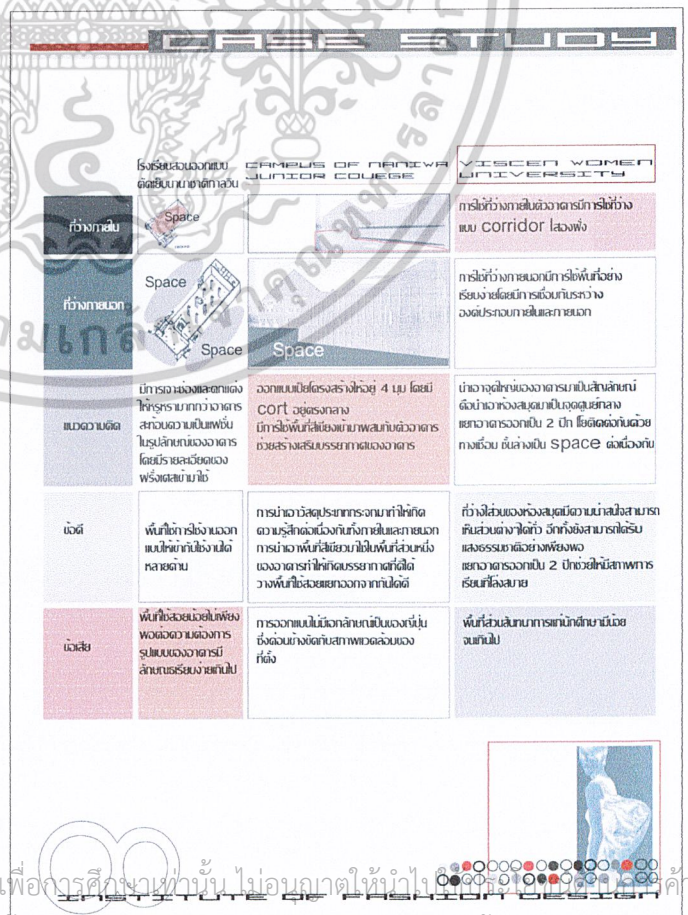 CASE STUDY
โรงเรียนสอนออกแบบ
ตัดเย็บนานาชาติกาลวิน
CAMPUS OF NANIWA
JUNIOR COUEGE
VISCEN WOMEN
UNIVERSITY
ที่ว่างภายใน
Space
การใช้ที่ว่างภายในตัวอาคารมีการใช้ที่ว่าง
แบบ corridor เสองฟั่ง
ที่ว่างภายนอก
Space
Space
Space
การใช้ที่ว่างภายนอกมีการใช้พื้นที่อย่าง
เรียบง่ายโดยมีการเชื่อมกันระหว่าง
องค์ประกอบภายในและภายนอก
แนวความคิด
มีการเจาะช่องและตกแต่ง
ให้หรูหรามากกว่าอาคาร
สะท้อนความเป็นแฟชั่น
ในรูปลักษณ์ของอาคาร
โดยมีรายละเอียดของ
ฟรั่งเศสเข้ามาใช้
ออกแบบเปียโครงสร้างให้อยู่ 4 มุม โดยมี
cort อยู่ตรงกลาง
มีการใช้พื้นที่สีเขียงเข้ามาพสมกับตัวอาคาร
ช่วยสร้างเสริมบรรยากาศของอาคาร
นำเอาจุดใหญ่ของอาคารมาเป็นสัญลักษณ์
คือนำเอาห้องสมุดมาเป็นจุดศูนย์กลาง
แยกอาคารออกเป็น 2 ปีก โยติดต่อกันด้วย
ทางเชื่อม ชั้นล่างเป็น space ต่อเนื่องกัน
ข้อดี
พื้นที่ใช้การใช้งานออก
แบบให้เข้ากับใช้งานได้
หลายด้าน
การนำเอาวัสดุประเภทกระจกมาทำให้เกิด
ความรู้สึกต่อเนื่องกันทั้งภายในและภายนอก
การนำเอาพื้นที่สีเขียวมาใช้ในพื้นที่ส่วนหนึ่ง
ของอาคารทำให้เกิดบรรยากาศที่ดีได้
วางพื้นที่ใช้สอยแยกออกจากกันได้ดี
ที่ว่างใส่วนของห้องสมุดมีความน่าสนใจสามารถ
เห็นส่วนต่างๆได้ทั่ว อีกทั้งยังสามารถได้รับ
แสงธรรมชาติอย่างเพียงพอ
แยกอาคารออกเป็น 2 ปีกช่วยให้มีสภาพการ
เรียนที่โล่งสบาย
ข้อเสีย
พื้นที่ใช้สอยน้อยไม่เพียง
พอต่อความต้องการ
รูปแบบของอาคารมี
ลักษณะเรียบง่ายเกินไป
การออกแบบไม่มีเอกลักษณ์เป็นของญี่ปุ่น
ซึ่งค่อนข้างขัดกับสภาพแวดล้อมของ
ที่ตั้ง
พื้นที่ส่วนสันทนาการแก่นักศึกษามีน้อย
จนเกินไป
INSTITUTE OF FASHION DESIGN